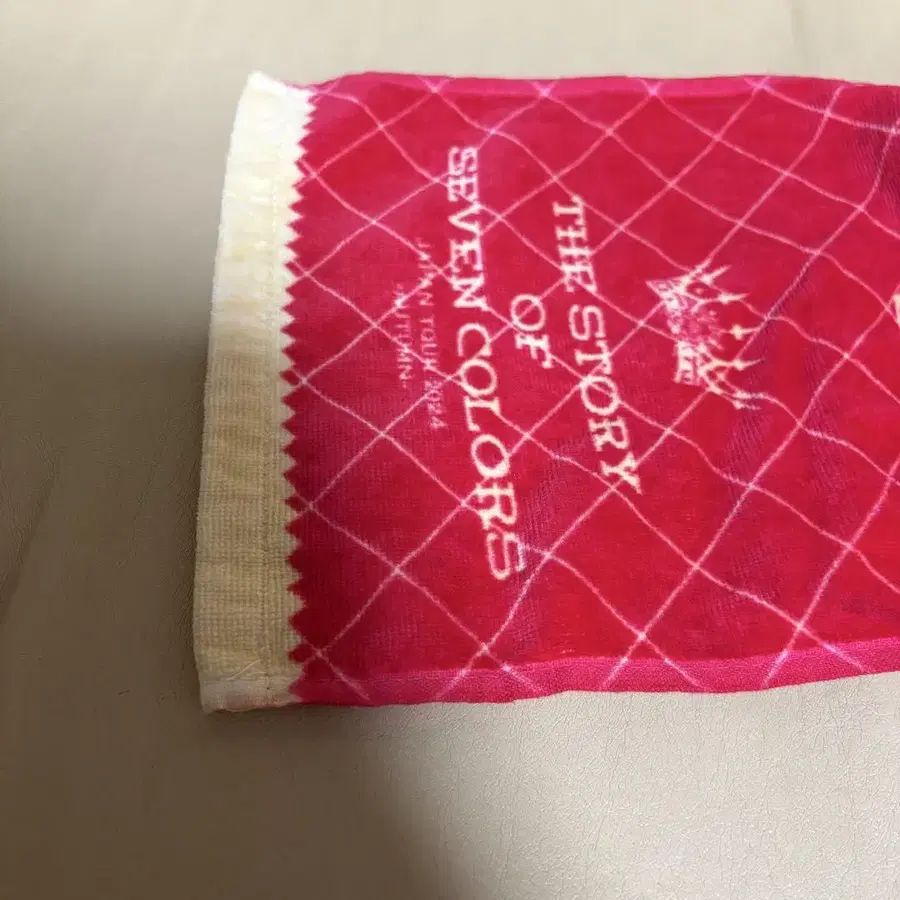 THE STORY
OF
SEVEN COLORS
JAPAN TOUR 2024
-AUTUMN-